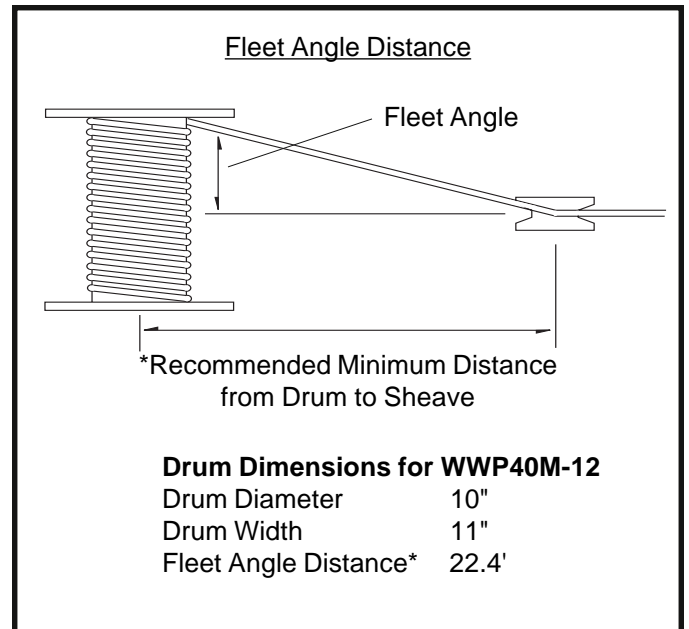 Fleet Angle Distance
Fleet Angle
*Recommended Minimum Distance
from Drum to Sheave
Drum Dimensions for WWP40M-12
Drum Diameter 10"
Drum Width 11"
Fleet Angle Distance* 22.4'